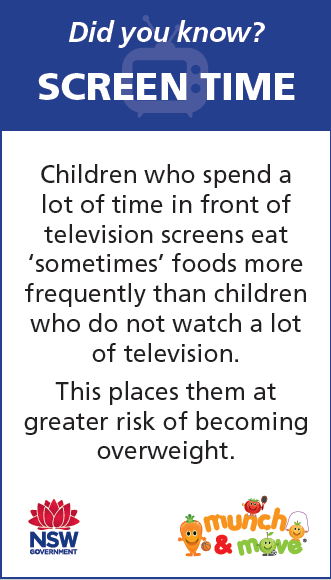 Did you know?
SCREEN TIME
Children who spend a
lot of time in front of
television screens eat
‘sometimes’ foods more
frequently than children
who do not watch a lot
of television.
This places them at
greater risk of becoming
overweight.
NSW
GOVERNMENT
munch
& move